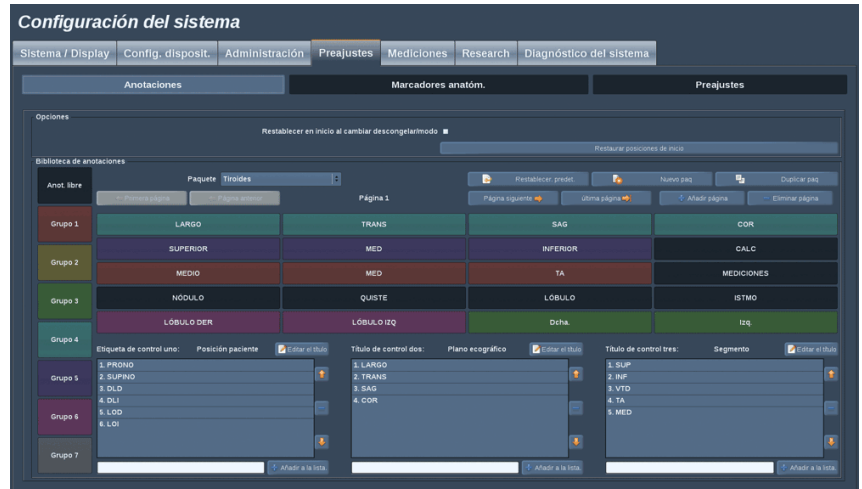 Configuración del sistema
Sistema / Display Config. disposit. Administración Preajustes Mediciones Research Diagnóstico del sistema
Anotaciones Marcadores anatóm. Preajustes
Opciones
Restablecer en inicio al cambiar descongelar/modo
Restaurar posiciones de inicio
Biblioteca de anotaciones
Anot. libre Paquete Tiroides Restablecer predet. Nuevo paq Duplicar paq
Primera página Página anterior Página 1 Página siguiente última página Añadir página Eliminar página
Grupo 1 LARGO TRANS SAG COR
SUPERIOR MED INFERIOR CALC
Grupo 2
MEDIO MED TA MEDICIONES
Grupo 3 NÓDULO QUISTE LÓBULO ISTMO
LÓBULO DER LÓBULO IZQ Dcha. Izq.
Grupo 4
Etiqueta de control uno: Posición paciente Editar el título Título de control dos: Plano ecográfico Editar el título Título de control tres: Segmento Editar el título
1. PRONO 1. LARGO 1. SUP
Grupo 5 2. SUPINO 2. TRANS 2. INF
3. DLD 3. SAG 3. VTD
4. DLI 4. COR 4. TA
Grupo 6 5. LOD 5. MED
6. LOI
Grupo 7
Añadir a la lista. Añadir a la lista. Añadir a la lista.